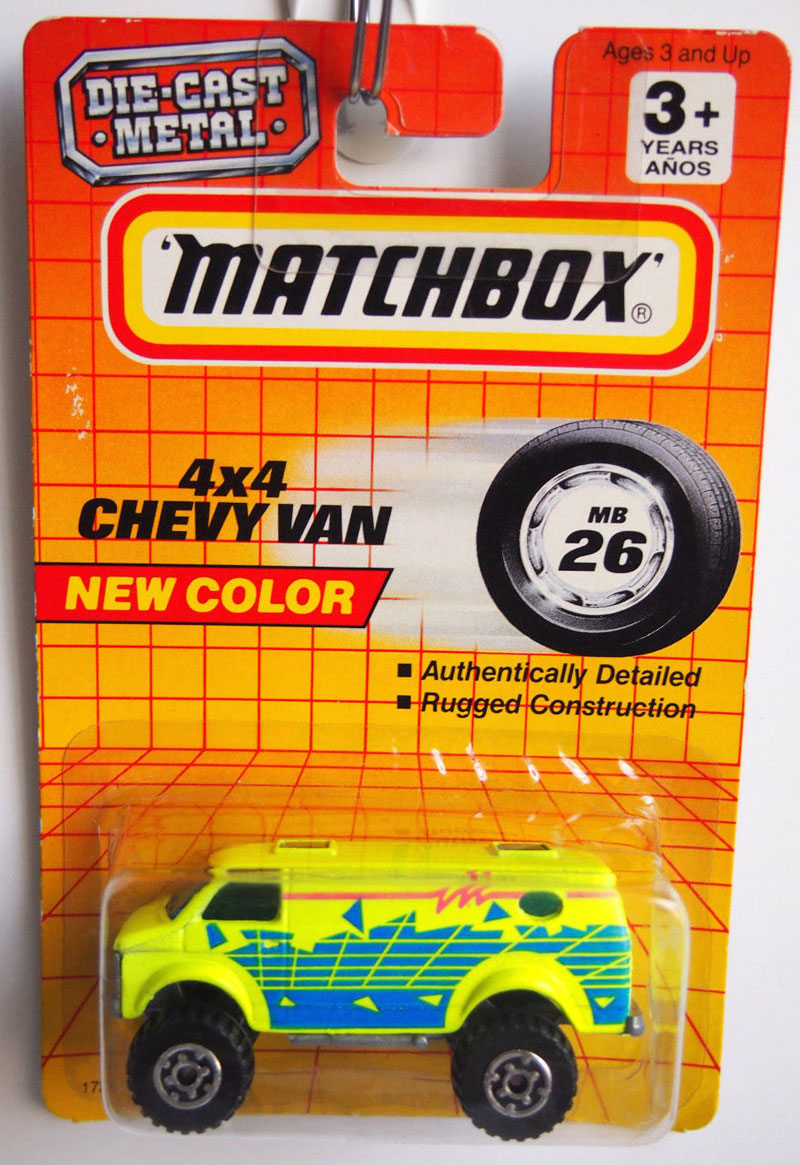 DIE-CAST
• METAL •
Ages 3 and Up
3+
YEARS
AÑOS
'MATCHBOX'®
4x4
CHEVY VAN
NEW COLOR
MB
26
■ Authentically Detailed
■ Rugged Construction